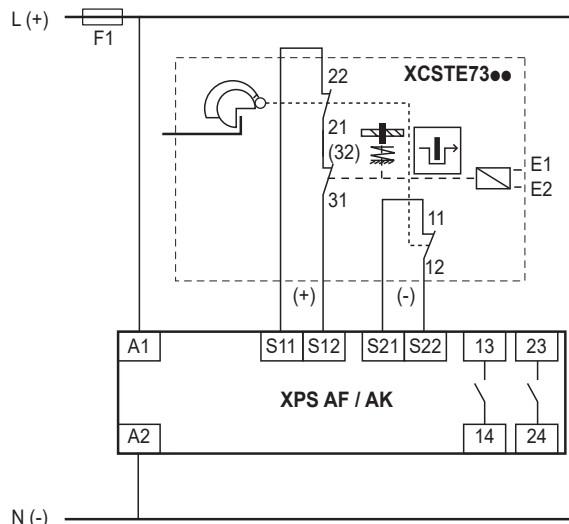 L (+)
F1
XCSTE73●●
22
21
(32)
31
E1
E2
11
12
(+) (-)
A1 S11 S12 S21 S22 13 23
XPS AF / AK
A2 14 24
N (-)